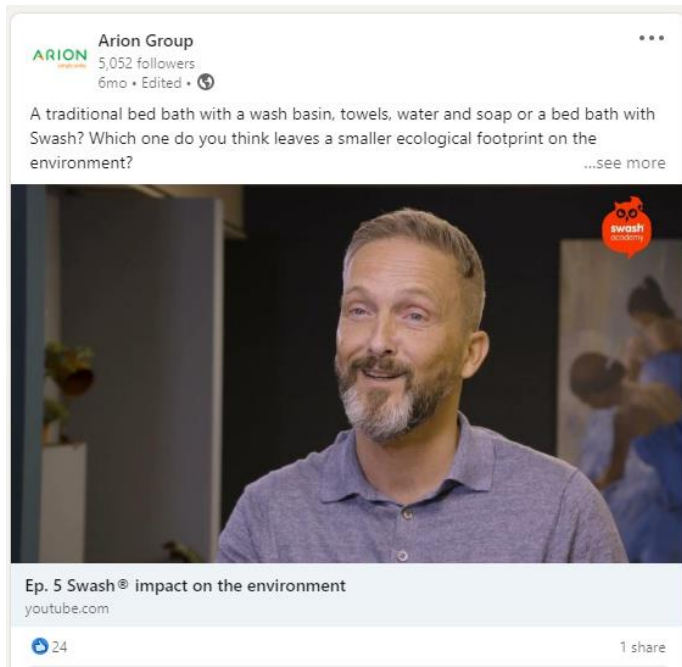 ARION
Arion Group
5,052 followers
6mo • Edited •
A traditional bed bath with a wash basin, towels, water and soap or a bed bath with
Swash? Which one do you think leaves a smaller ecological footprint on the
environment?
...see more
swash
academy
Ep. 5 Swash® impact on the environment
youtube.com
24
1 share